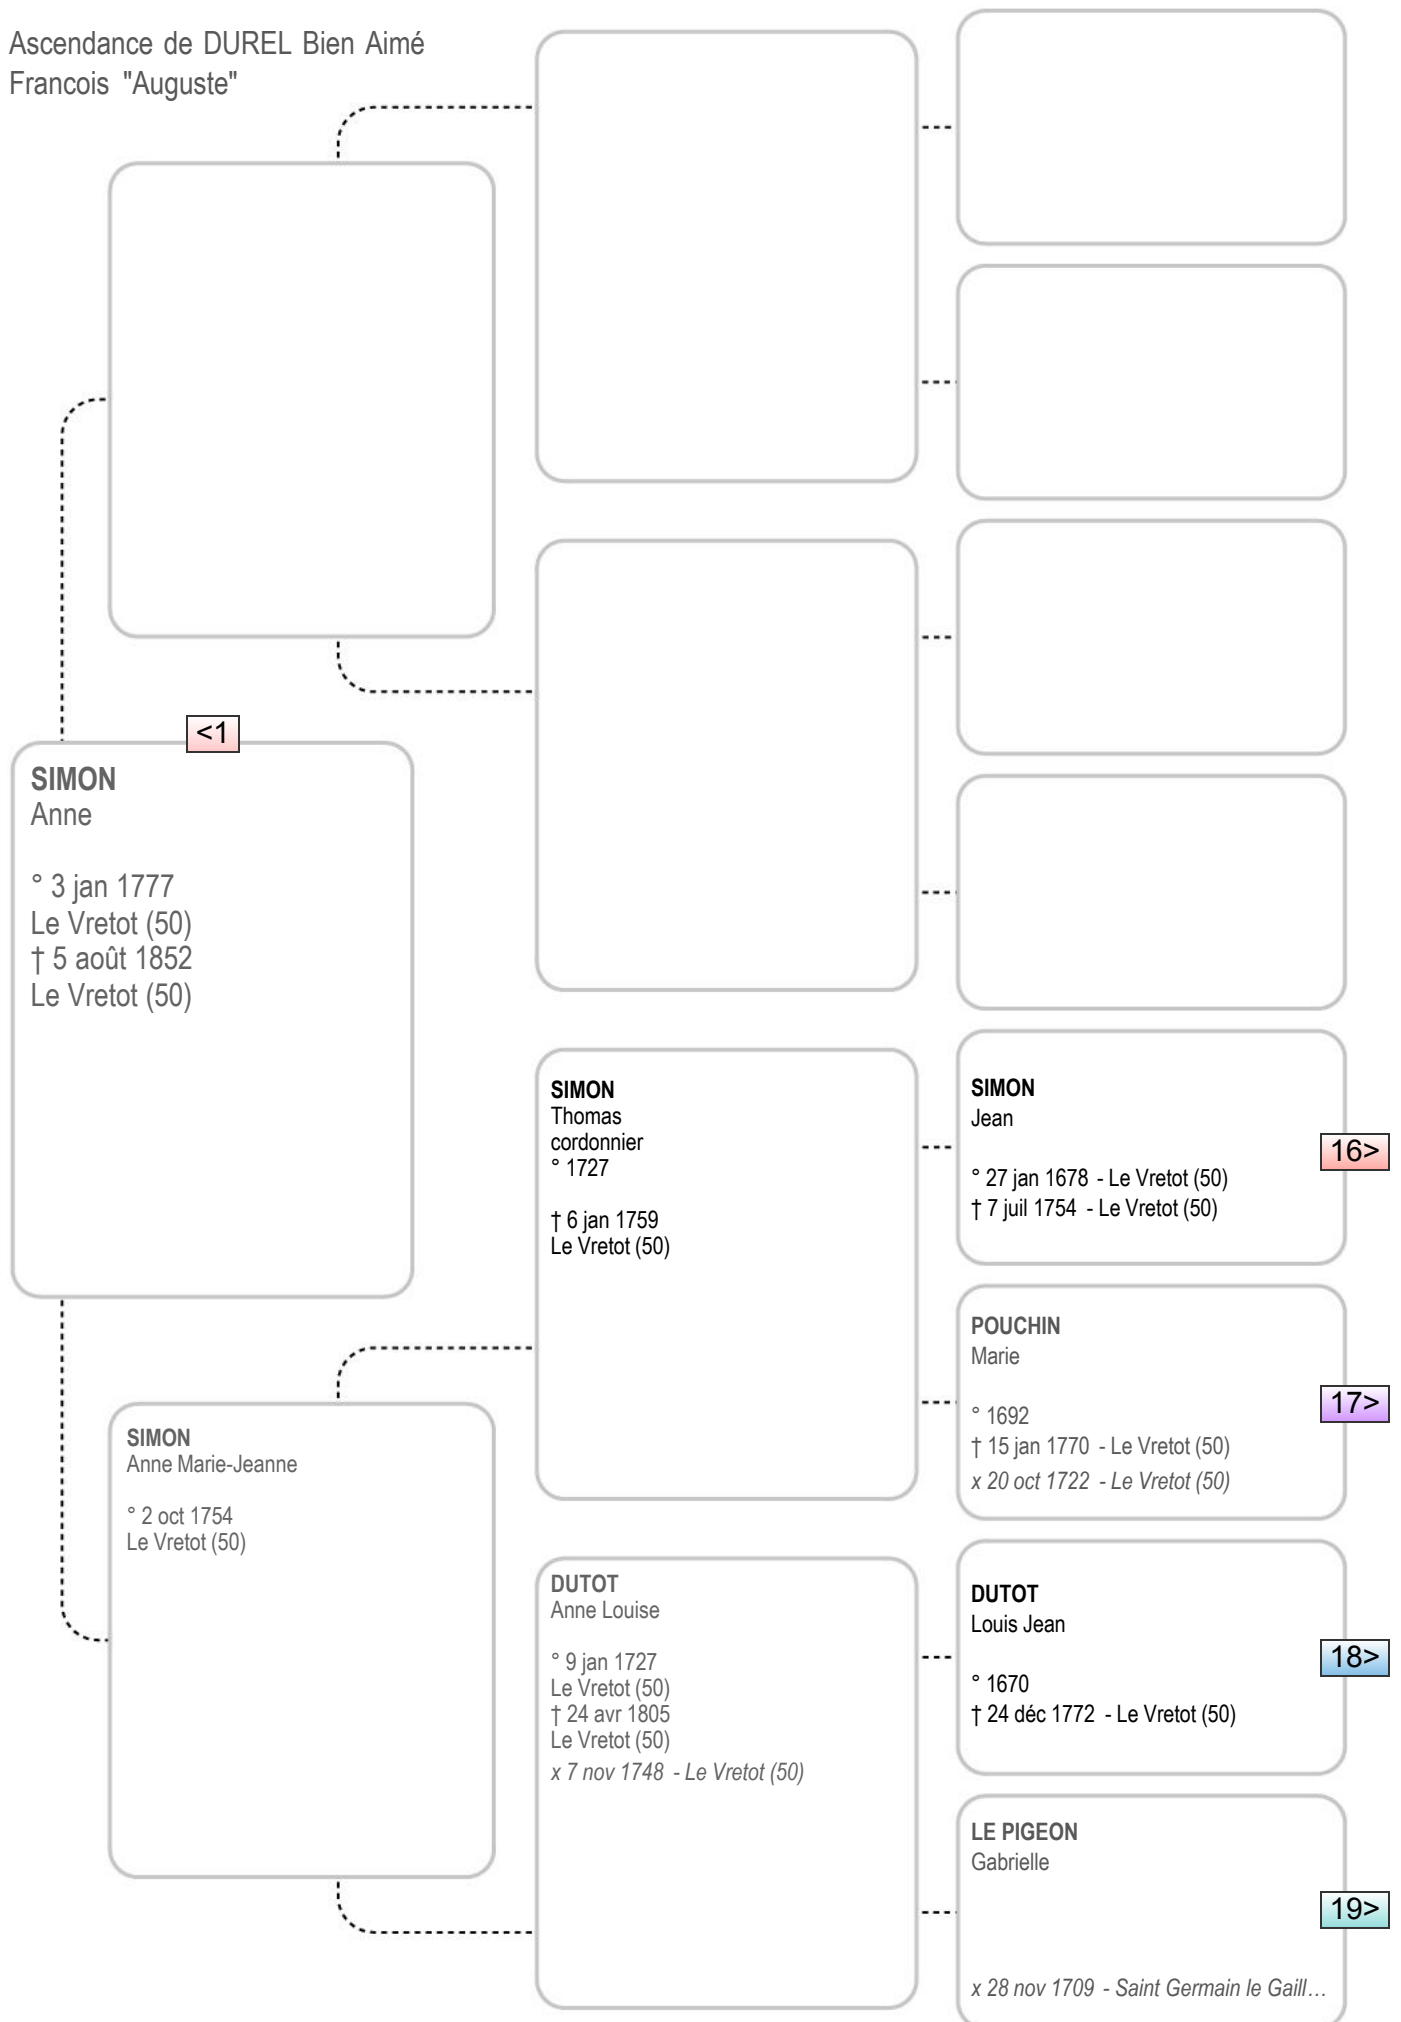 Ascendance de DUREL Bien Aimé
Francois "Auguste"
<1
SIMON
Anne
° 3 jan 1777
Le Vretot (50)
† 5 août 1852
Le Vretot (50)
SIMON
Anne Marie-Jeanne
° 2 oct 1754
Le Vretot (50)
SIMON
Thomas
cordonnier
° 1727
† 6 jan 1759
Le Vretot (50)
DUTOT
Anne Louise
° 9 jan 1727
Le Vretot (50)
† 24 avr 1805
Le Vretot (50)
x 7 nov 1748 - Le Vretot (50)
SIMON
Jean
° 27 jan 1678 - Le Vretot (50)
† 7 juil 1754 - Le Vretot (50)
16>
POUCHIN
Marie
° 1692
† 15 jan 1770 - Le Vretot (50)
x 20 oct 1722 - Le Vretot (50)
17>
DUTOT
Louis Jean
° 1670
† 24 déc 1772 - Le Vretot (50)
18>
LE PIGEON
Gabrielle
x 28 nov 1709 - Saint Germain le Gaill…
19>